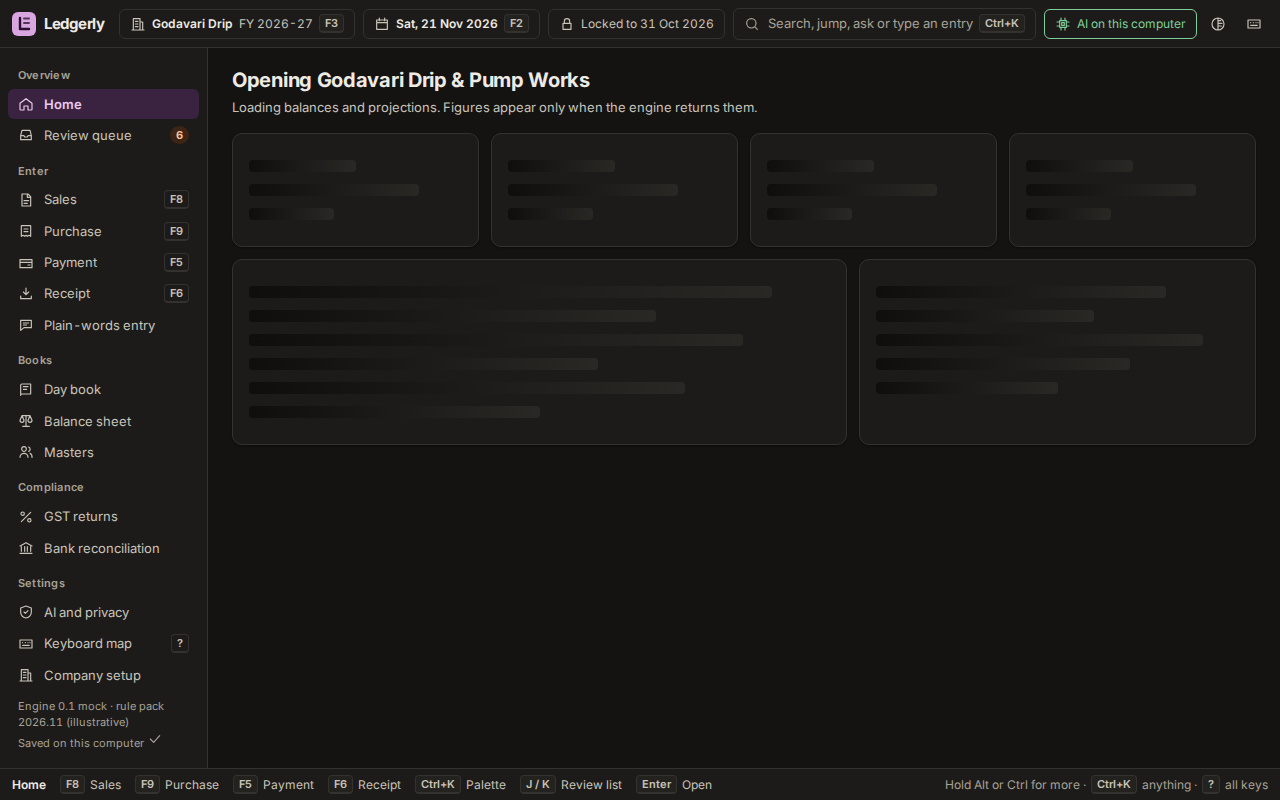 Ledgerly
Godavari Drip FY 2026-27 F3
Sat, 21 Nov 2026 F2
Locked to 31 Oct 2026
Search, jump, ask or type an entry Ctrl+K
AI on this computer
Overview
Home
Review queue 6
Enter
Sales F8
Purchase F9
Payment F5
Receipt F6
Plain-words entry
Books
Day book
Balance sheet
Masters
Compliance
GST returns
Bank reconciliation
Settings
AI and privacy
Keyboard map ?
Company setup
Engine 0.1 mock · rule pack
2026.11 (illustrative)
Saved on this computer
Opening Godavari Drip & Pump Works
Loading balances and projections. Figures appear only when the engine returns them.
Home F8 Sales F9 Purchase F5 Payment F6 Receipt Ctrl+K Palette J / K Review list Enter Open
Hold Alt or Ctrl for more · Ctrl+K anything · ? all keys